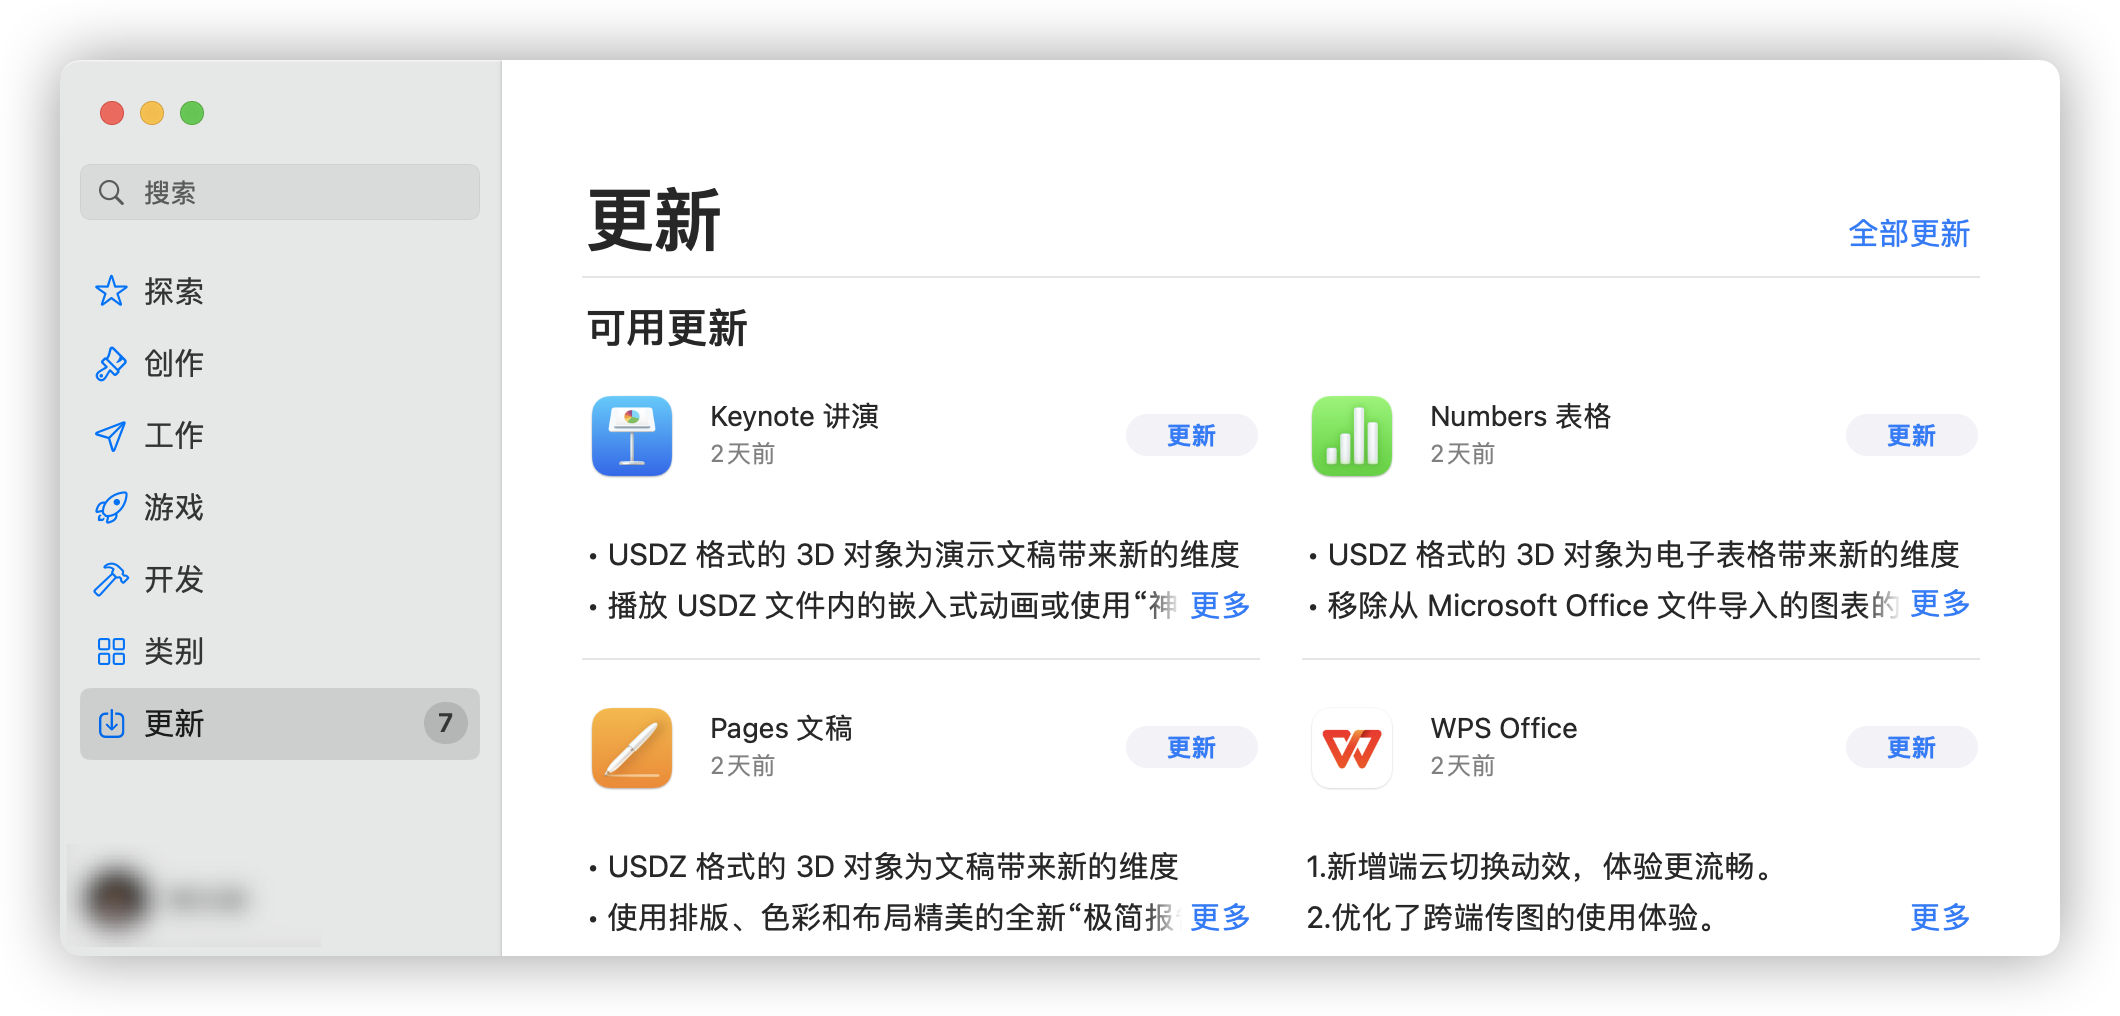 搜索
探索
创作
工作
游戏
开发
类别
更新
7
更新
全部更新
可用更新
Keynote 讲演
2天前
更新
• USDZ 格式的 3D 对象为演示文稿带来新的维度
• 播放 USDZ 文件内的嵌入式动画或使用“神 更多
Numbers 表格
2天前
更新
• USDZ 格式的 3D 对象为电子表格带来新的维度
• 移除从 Microsoft Office 文件导入的图表的 更多
Pages 文稿
2天前
更新
• USDZ 格式的 3D 对象为文稿带来新的维度
• 使用排版、色彩和布局精美的全新“极简报 更多
WPS Office
2天前
更新
1.新增端云切换动效，体验更流畅。
2.优化了跨端传图的使用体验。 更多